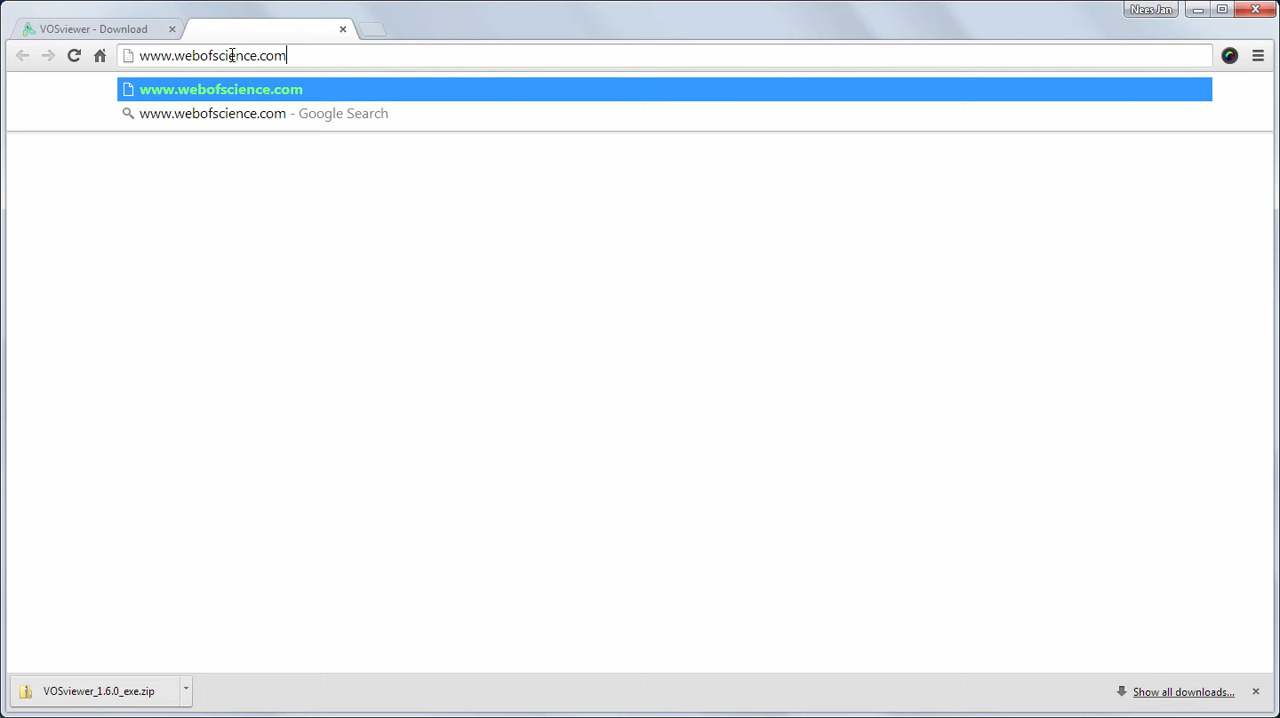 Nees Jan
VOSviewer - Download
www.webofscience.com
www.webofscience.com
www.webofscience.com - Google Search
VOSviewer_1.6.0_exe.zip
Show all downloads...